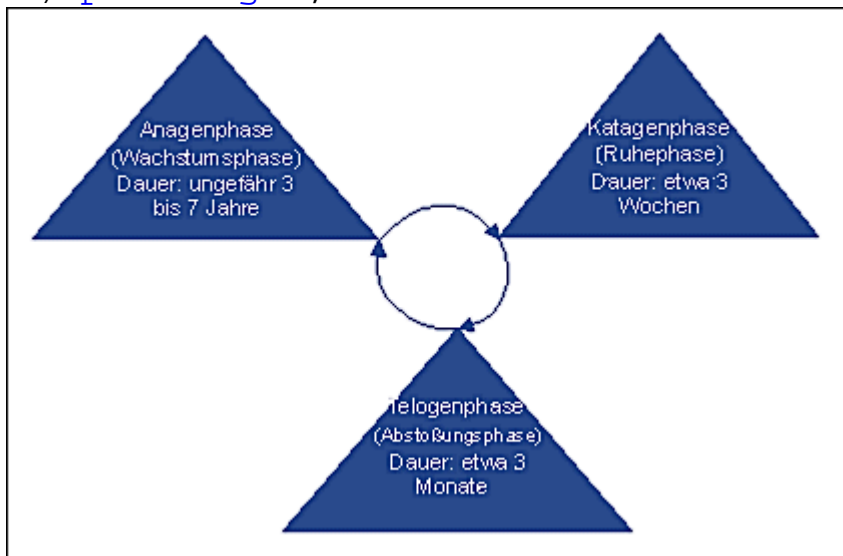 Anagenphase
(Wachstumsphase)
Dauer: ungefähr 3
bis 7 Jahre
Katagenphase
(Ruhephase)
Dauer: etwa 3
Wochen
Telogenphase
(Abstoßungsphase)
Dauer: etwa 3
Monate